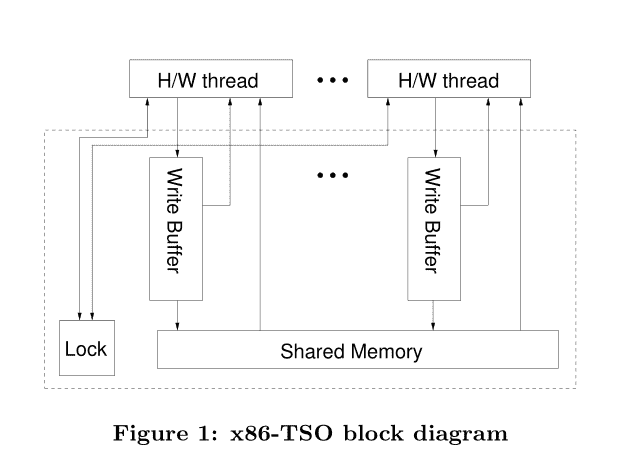 H/W thread
• • •
H/W thread
• • •
Write Buffer
Write Buffer
Lock
Shared Memory
Figure 1: x86-TSO block diagram